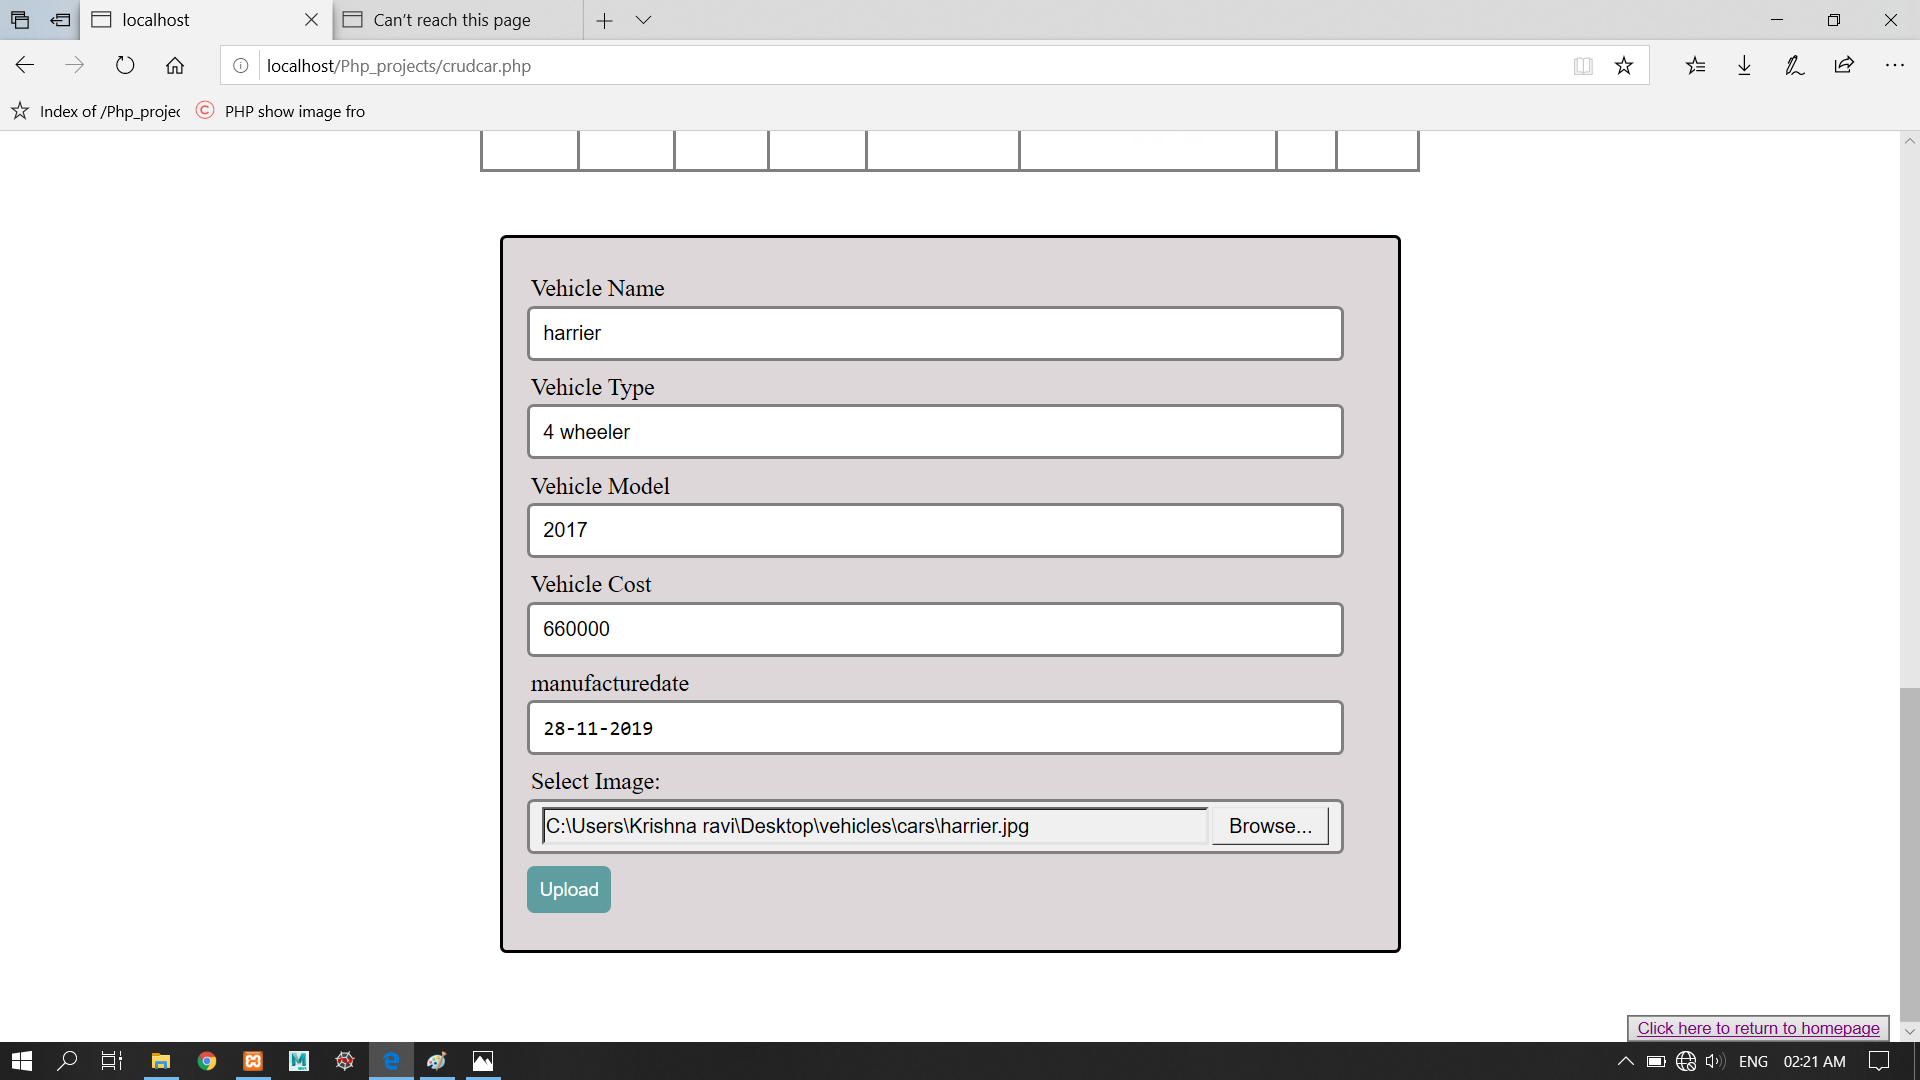 localhost
Can't reach this page
localhost/Php_projects/crudcar.php
Index of /Php_projec
PHP show image fro
Vehicle Name
harrier
Vehicle Type
4 wheeler
Vehicle Model
2017
Vehicle Cost
660000
manufacturedate
28-11-2019
Select Image:
C:\Users\Krishna ravi\Desktop\vehicles\cars\harrier.jpg
Browse...
Upload
Click here to return to homepage
ENG
02:21 AM